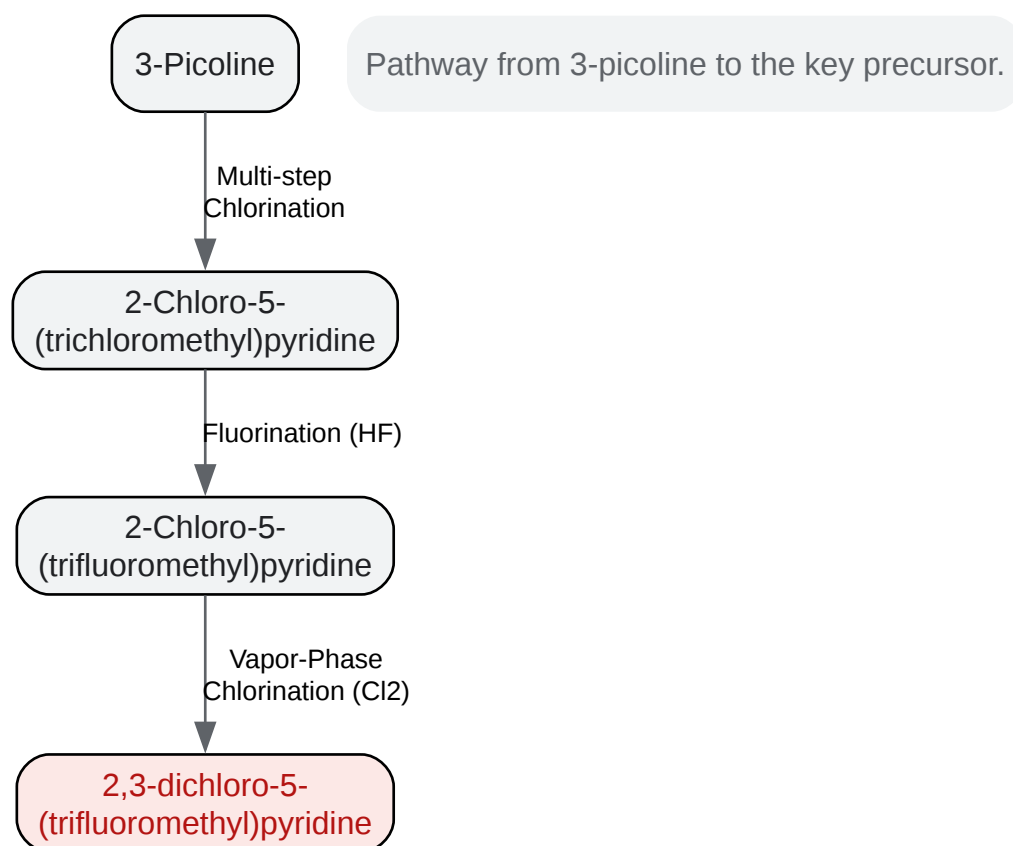 3-Picoline
Pathway from 3-picoline to the key precursor.
Multi-step
Chlorination
2-Chloro-5-
(trichloromethyl)pyridine
Fluorination (HF)
2-Chloro-5-
(trifluoromethyl)pyridine
Vapor-Phase
Chlorination (Cl2)
2,3-dichloro-5-
(trifluoromethyl)pyridine